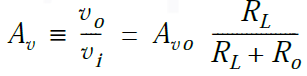 A_v ≡ v_o / v_i = A_vo R_L / (R_L + R_o)